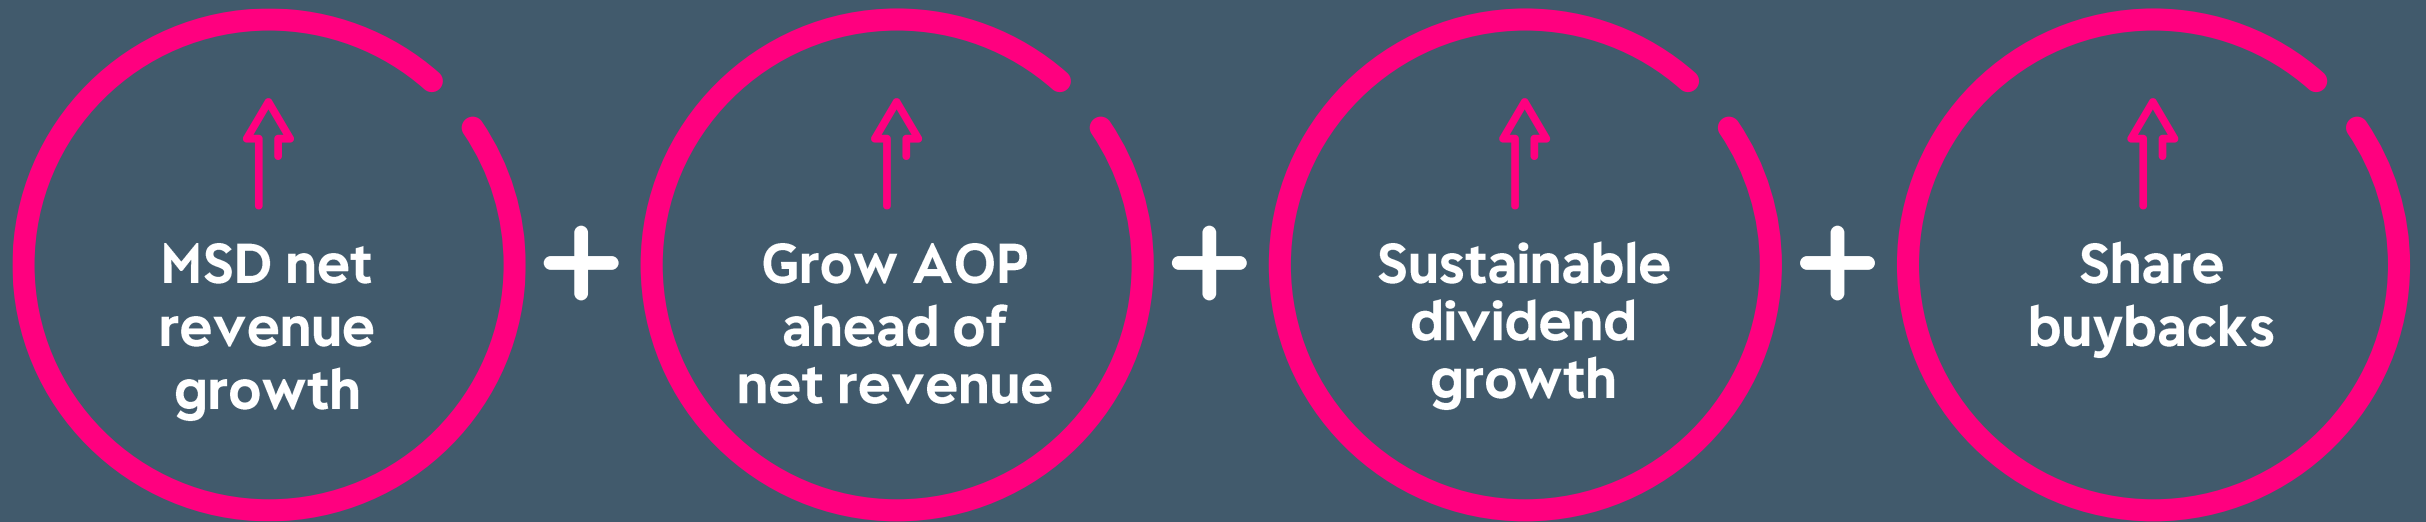 MSD net
revenue
growth
+
Grow AOP
ahead of
net revenue
+
Sustainable
dividend
growth
+
Share
buybacks